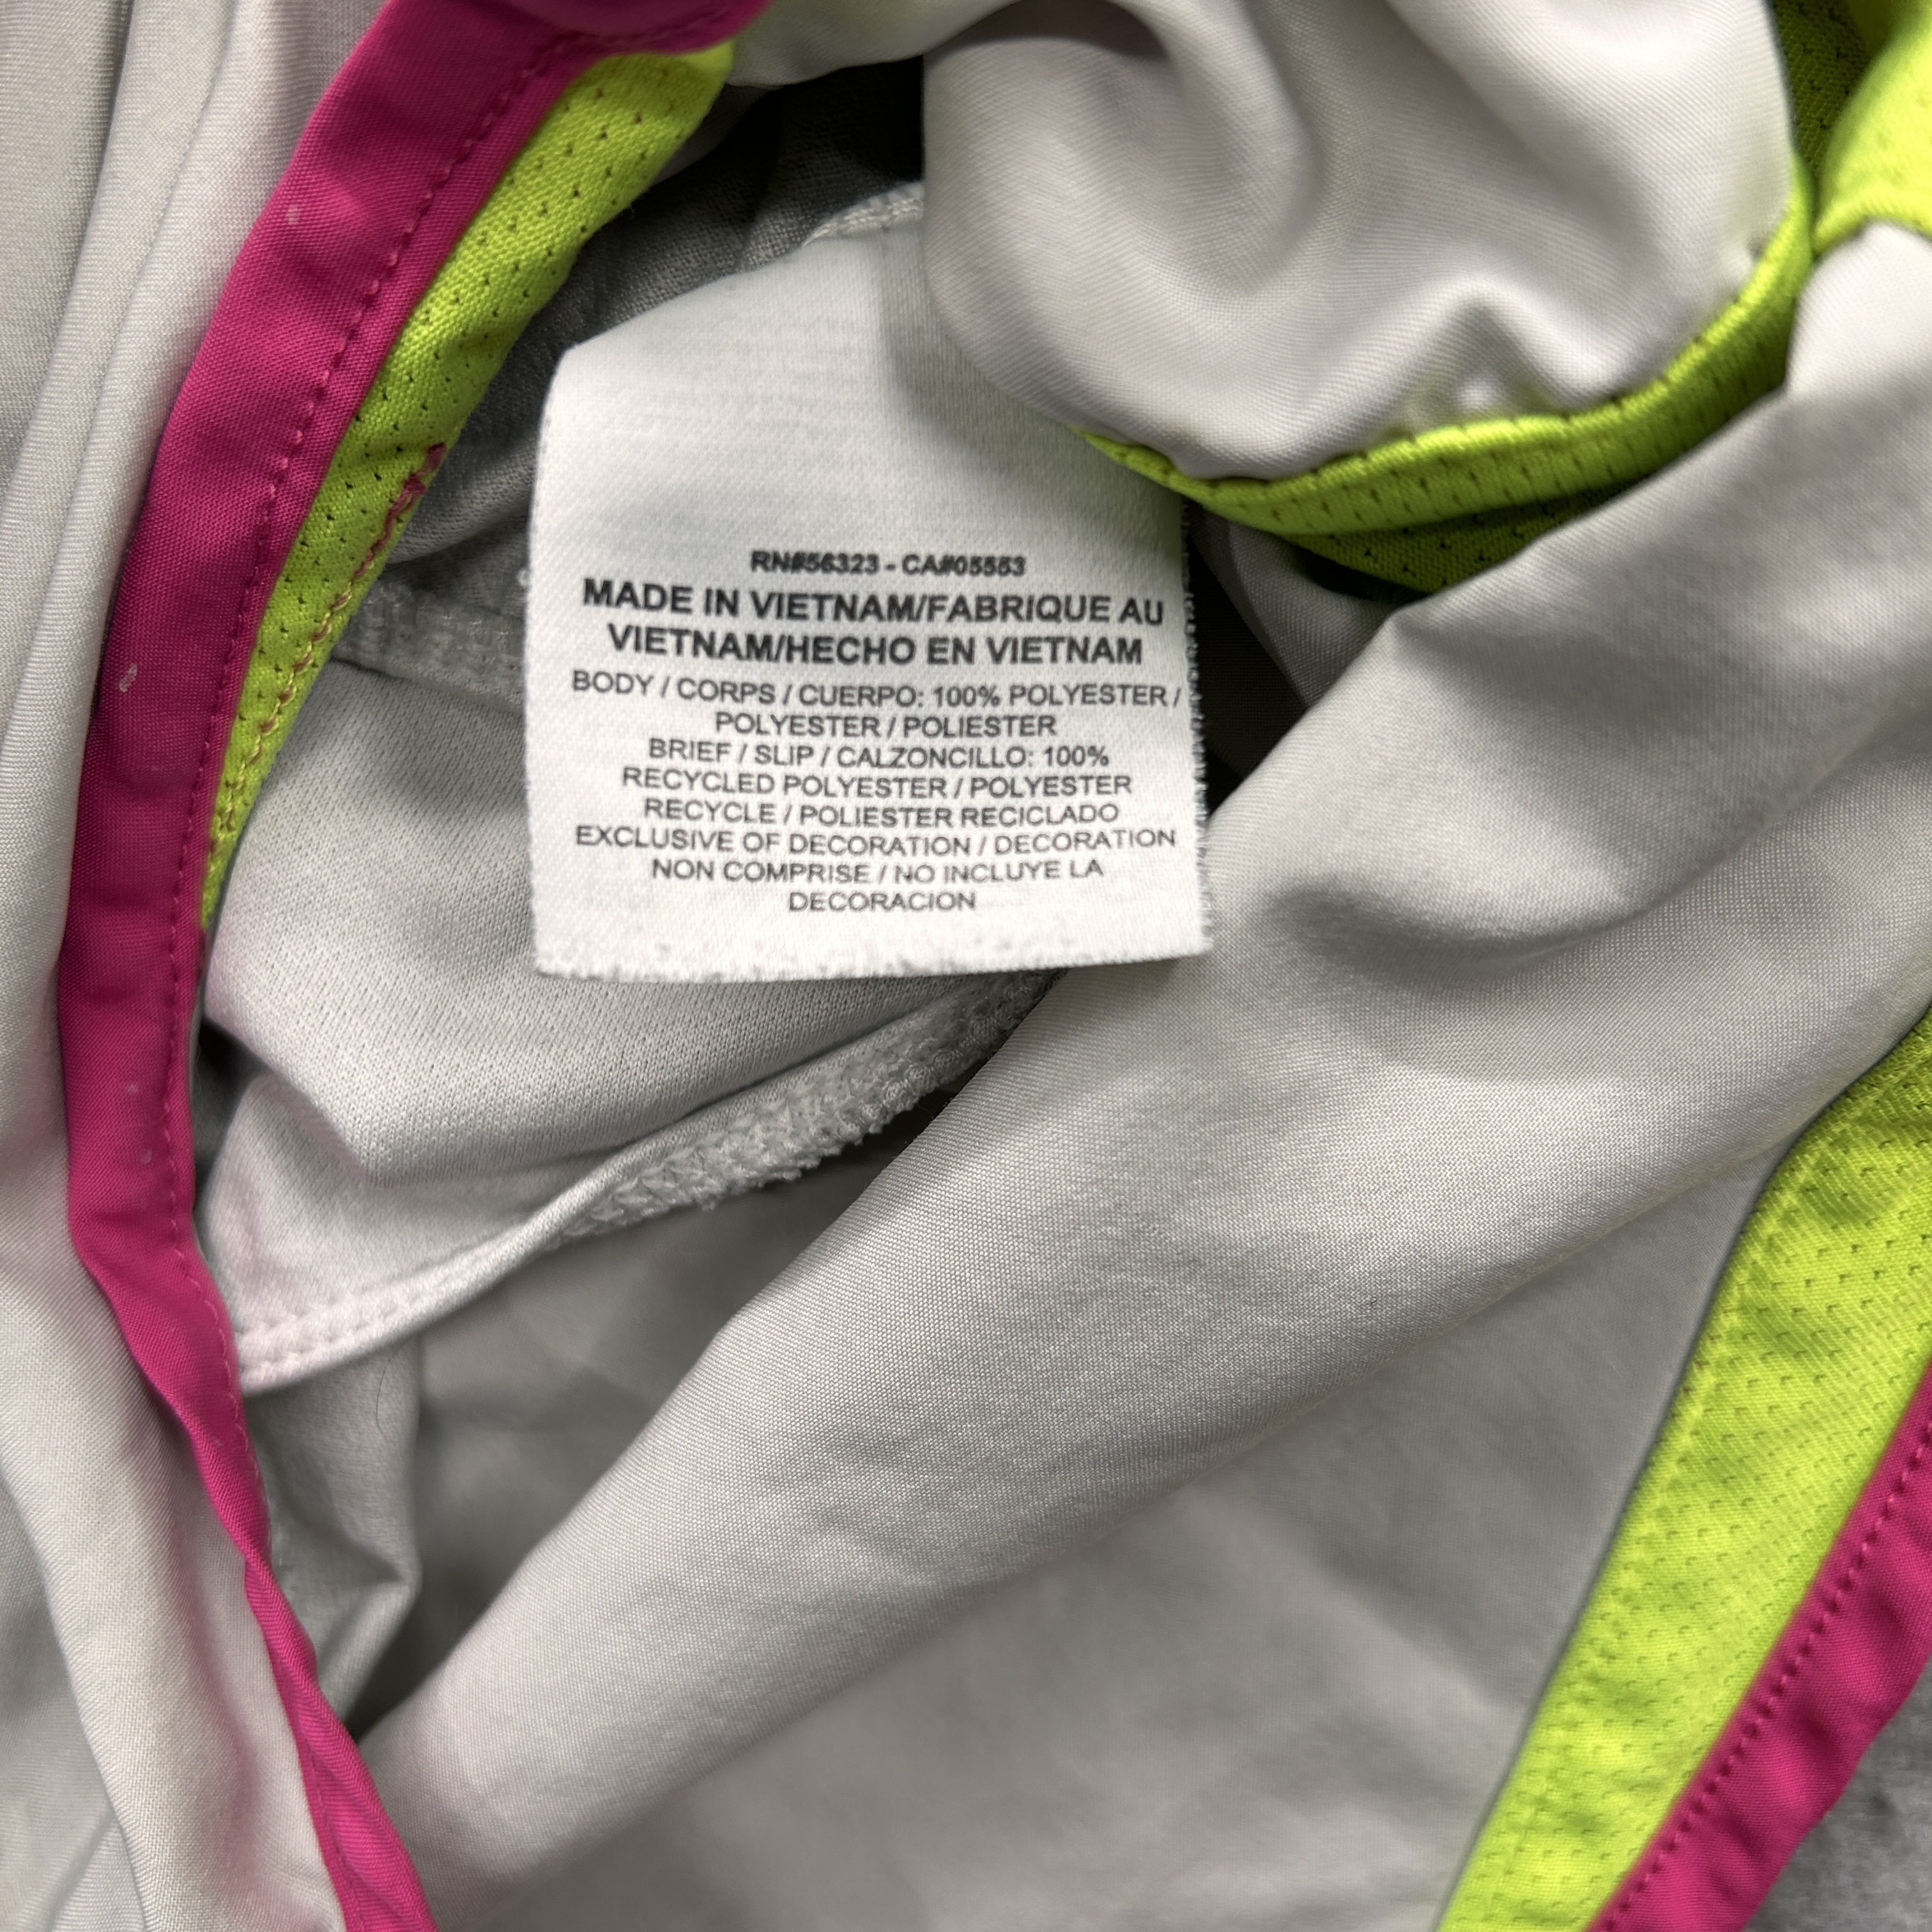 RN#56323 - CA#05553
MADE IN VIETNAM/FABRIQUE AU
VIETNAM/HECHO EN VIETNAM
BODY / CORPS / CUERPO: 100% POLYESTER /
POLYESTER / POLIESTER
BRIEF / SLIP / CALZONCILLO: 100%
RECYCLED POLYESTER / POLYESTER
RECYCLE / POLIESTER RECICLADO
EXCLUSIVE OF DECORATION / DECORATION
NON COMPRISE / NO INCLUYE LA
DECORACION